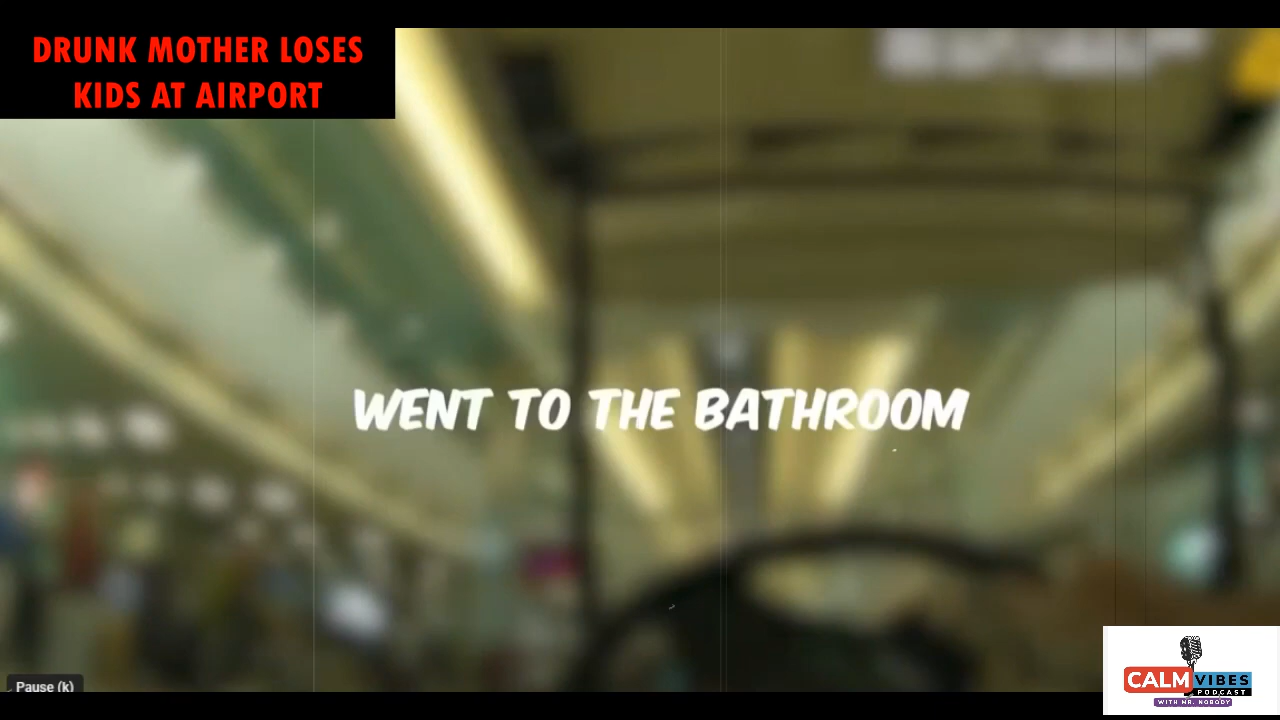 DRUNK MOTHER LOSES
KIDS AT AIRPORT
WENT TO THE BATHROOM
Pause (k)
CALM VIBES
PODCAST
WITH MR. NOBODY